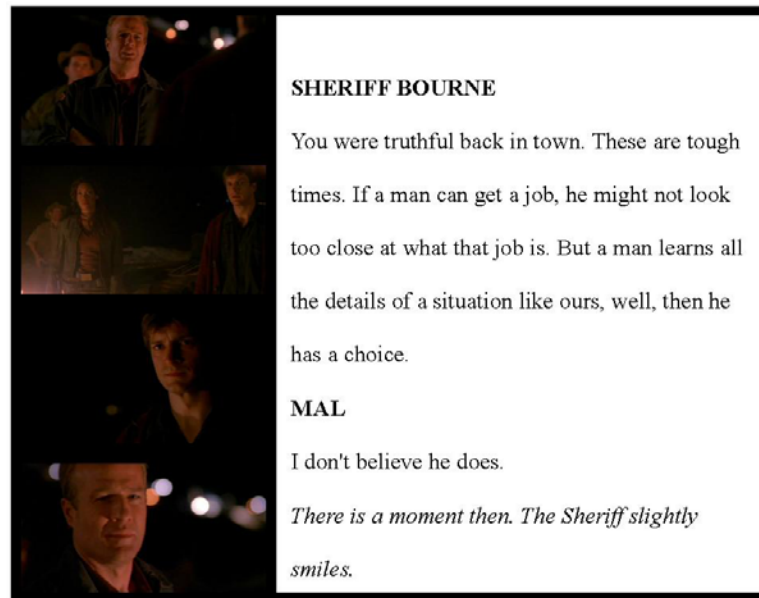 SHERIFF BOURNE
You were truthful back in town. These are tough
times. If a man can get a job, he might not look
too close at what that job is. But a man learns all
the details of a situation like ours, well, then he
has a choice.
MAL
I don't believe he does.
There is a moment then. The Sheriff slightly
smiles.